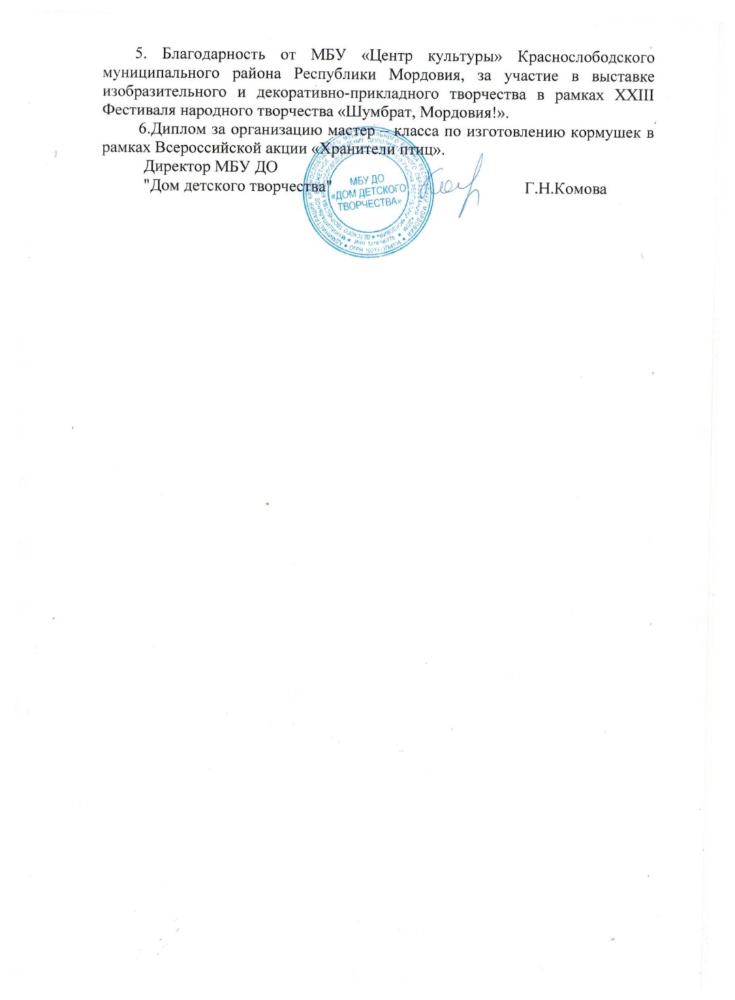 5. Благодарность от МБУ «Центр культуры» Краснослободского
муниципального района Республики Мордовия, за участие в выставке
изобразительного и декоративно-прикладного творчества в рамках XXIII
Фестиваля народного творчества «Шумбрат, Мордовия!».
6.Диплом за организацию мастер – класса по изготовлению кормушек в
рамках Всероссийской акции «Хранители птиц».
Директор МБУ ДО
"Дом детского творчества"
Г.Н.Комова
МБУ ДО
«ДОМ ДЕТСКОГО
ТВОРЧЕСТВА»